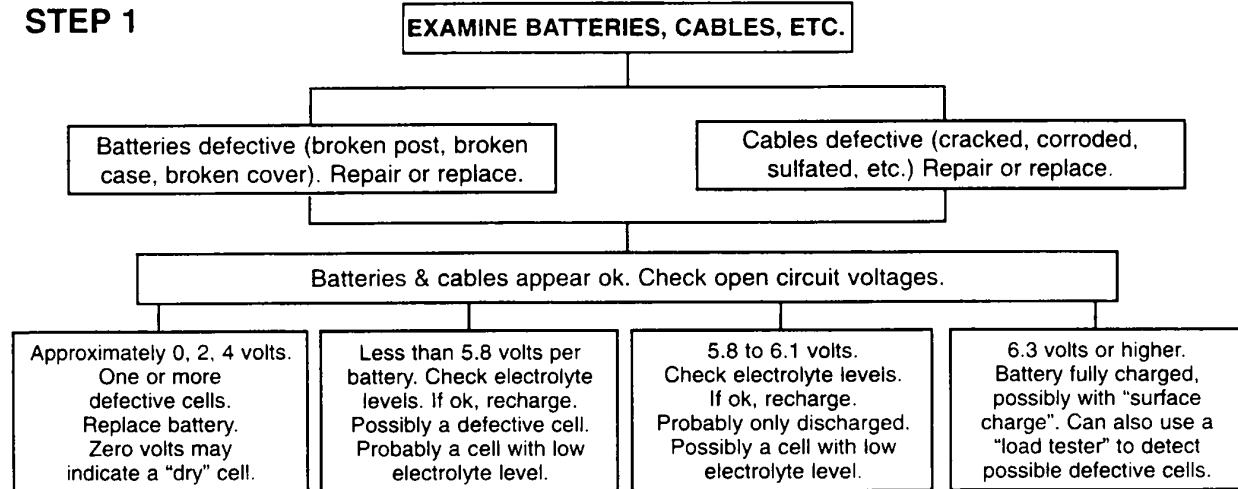 STEP 1
EXAMINE BATTERIES, CABLES, ETC.
Batteries defective (broken post, broken
case, broken cover). Repair or replace.
Cables defective (cracked, corroded,
sulfated, etc.) Repair or replace.
Batteries & cables appear ok. Check open circuit voltages.
Approximately 0, 2, 4 volts.
One or more
defective cells.
Replace battery.
Zero volts may
indicate a “dry” cell.
Less than 5.8 volts per
battery. Check electrolyte
levels. If ok, recharge.
Possibly a defective cell.
Probably a cell with low
electrolyte level.
5.8 to 6.1 volts.
Check electrolyte levels.
If ok, recharge.
Probably only discharged.
Possibly a cell with low
electrolyte level.
6.3 volts or higher.
Battery fully charged,
possibly with “surface
charge”. Can also use a
“load tester” to detect
possible defective cells.